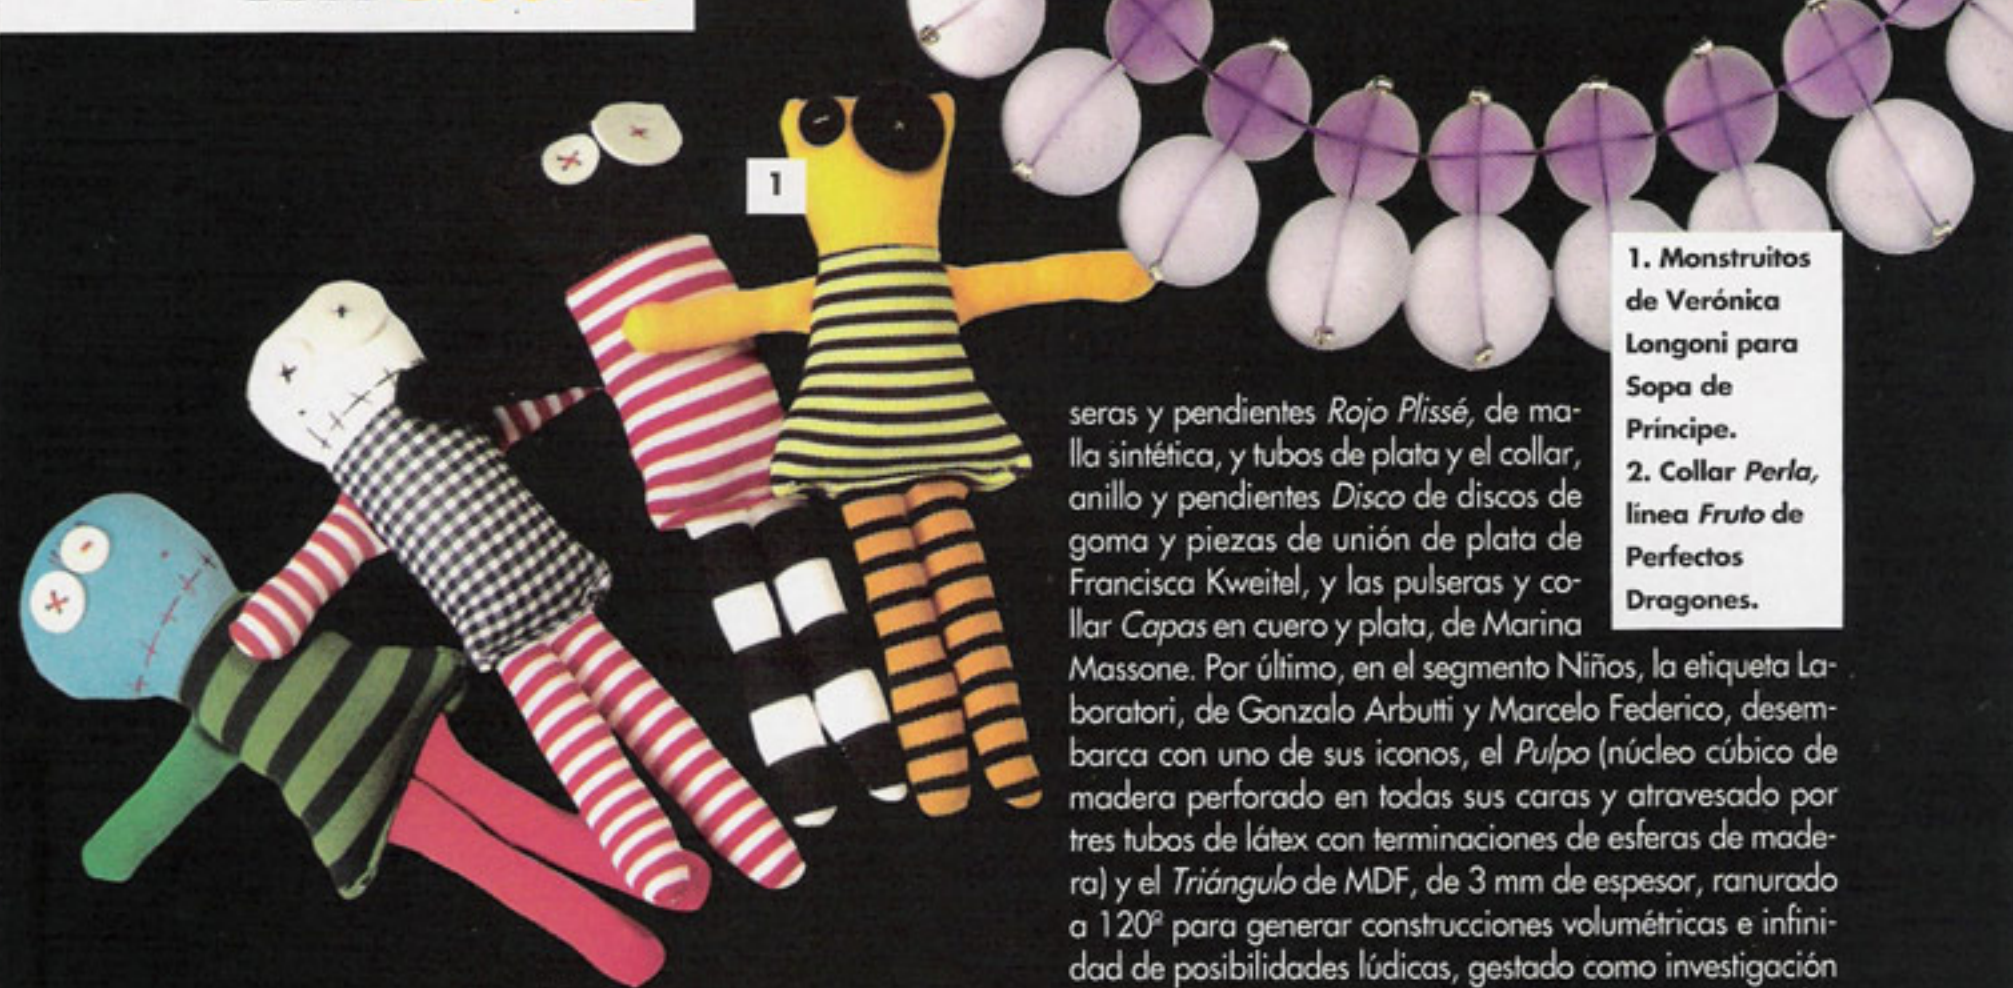 1
1. Monstruitos
de Verónica
Longoni para
Sopa de
Príncipe.
2. Collar Perla,
línea Fruto de
Perfectos
Dragones.
seras y pendientes Rojo Plissé, de ma-
lla sintética, y tubos de plata y el collar,
anillo y pendientes Disco de discos de
goma y piezas de unión de plata de
Francisca Kweitel, y las pulseras y co-
llar Capas en cuero y plata, de Marina
Massone. Por último, en el segmento Niños, la etiqueta La-
boratori, de Gonzalo Arbutti y Marcelo Federico, desem-
barca con uno de sus iconos, el Pulpo (núcleo cúbico de
madera perforado en todas sus caras y atravesado por
tres tubos de látex con terminaciones de esferas de made-
ra) y el Triángulo de MDF, de 3 mm de espesor, ranurado
a 120º para generar construcciones volumétricas e infini-
dad de posibilidades lúdicas, gestado como investigación